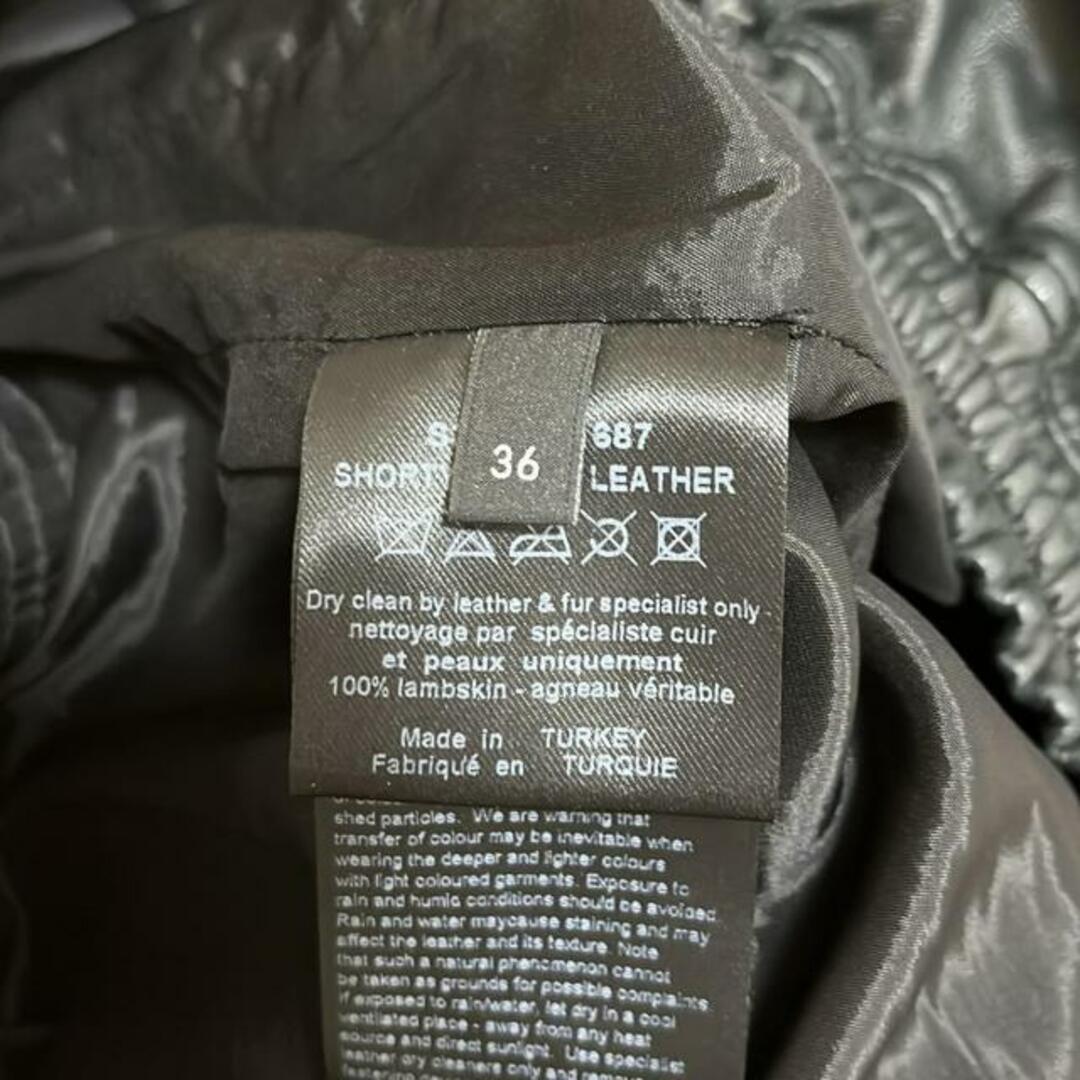 36
S 687
SHORT LEATHER
Dry clean by leather & fur specialist only
nettoyage par spécialiste cuir
et peaux uniquement
100% lambskin - agneau véritable
Made in TURKEY
Fabriqué en TURQUIE
shed particles. We are warning that
transfer of colour may be inevitable when
wearing the deeper and lighter colours
with light coloured garments. Exposure to
rain and humid conditions should be avoided.
Rain and water maycause staining and may
affect the leather and its texture. Note
that such a natural phenomenon cannot
be taken as grounds for possible complaints
If exposed to rain/water, let dry in a cool
ventilated place - away from any heat
source and direct sunlight. Use specialist
leather dry cleaners only and remove